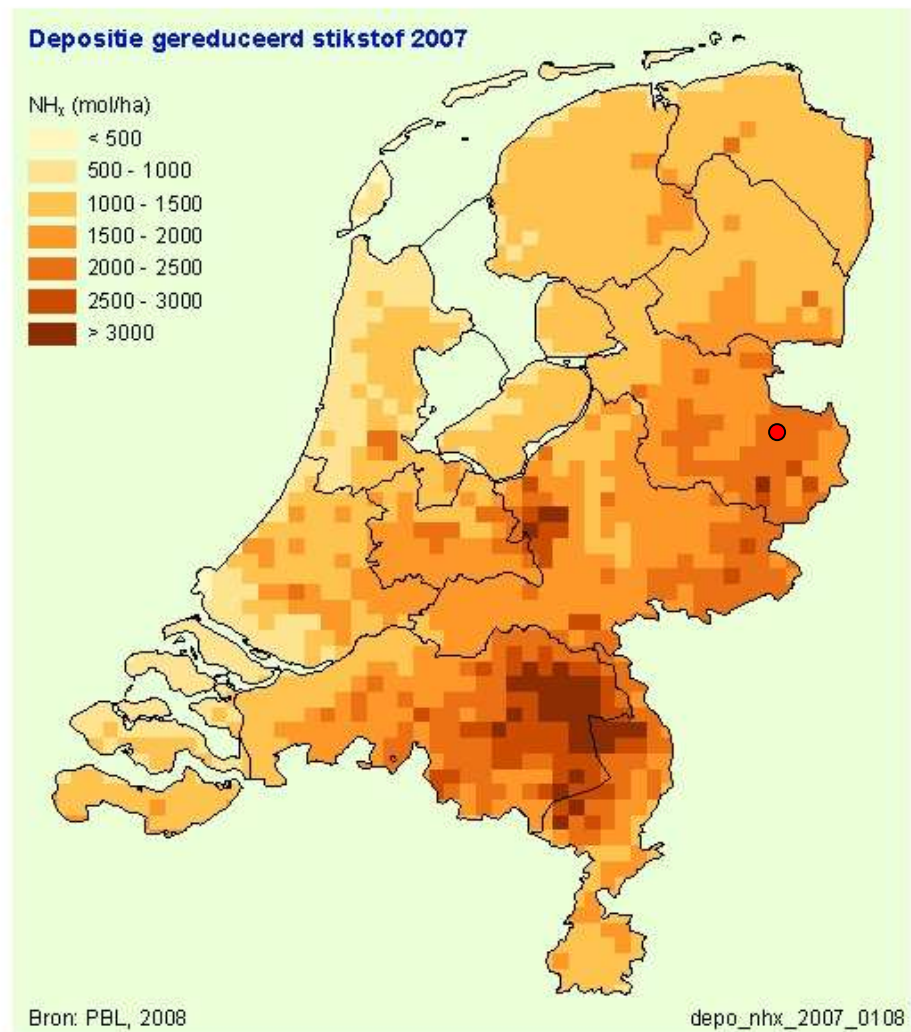 Depositie gereduceerd stikstof 2007
NHx (mol/ha)
< 500
500 - 1000
1000 - 1500
1500 - 2000
2000 - 2500
2500 - 3000
> 3000
Bron: PBL, 2008
depo_nhx_2007_0108